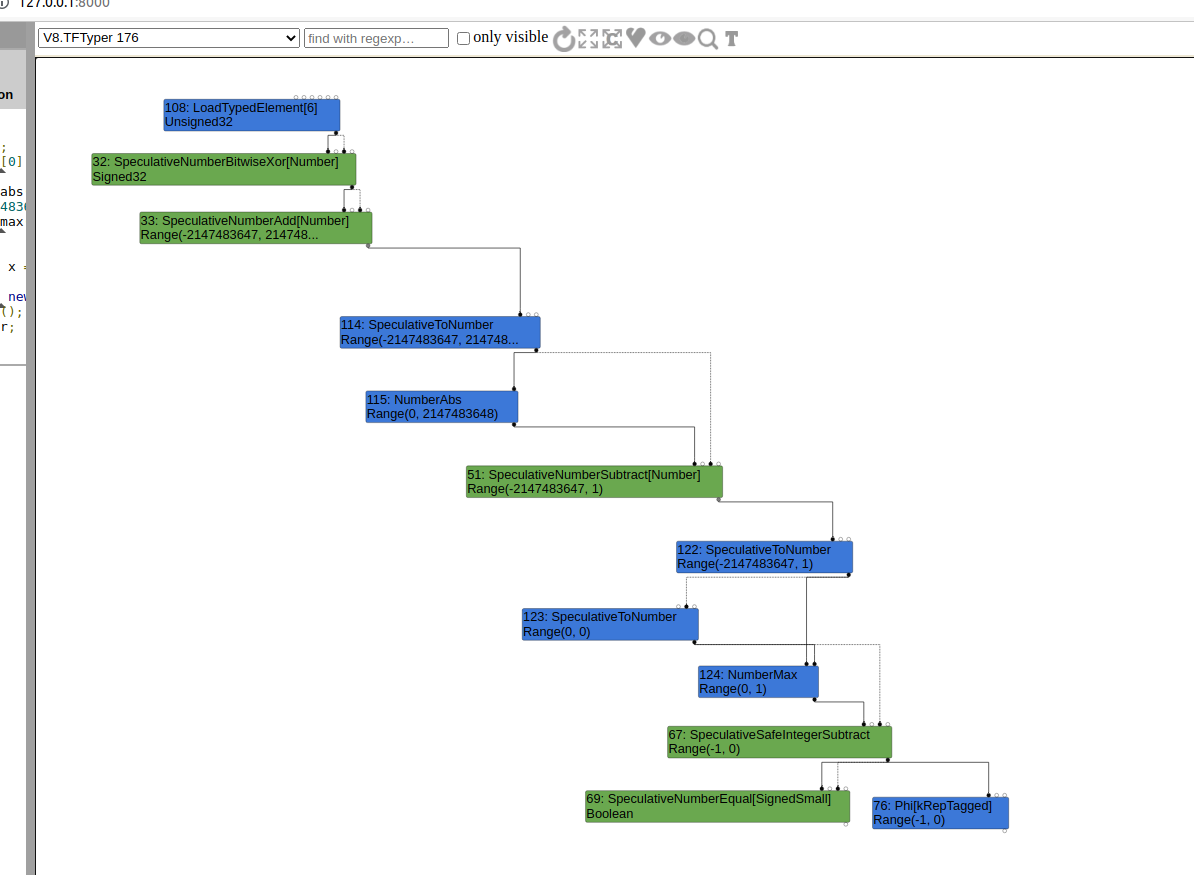 127.0.0.1:8000
V8.TFTyper 176 find with regexp… only visible
on
;
[0]
abs
4836
max
x =
new
();
r;
108: LoadTypedElement[6]
Unsigned32
32: SpeculativeNumberBitwiseXor[Number]
Signed32
33: SpeculativeNumberAdd[Number]
Range(-2147483647, 214748...
114: SpeculativeToNumber
Range(-2147483647, 214748...
115: NumberAbs
Range(0, 2147483648)
51: SpeculativeNumberSubtract[Number]
Range(-2147483647, 1)
122: SpeculativeToNumber
Range(-2147483647, 1)
123: SpeculativeToNumber
Range(0, 0)
124: NumberMax
Range(0, 1)
67: SpeculativeSafeIntegerSubtract
Range(-1, 0)
69: SpeculativeNumberEqual[SignedSmall]
Boolean
76: Phi[kRepTagged]
Range(-1, 0)